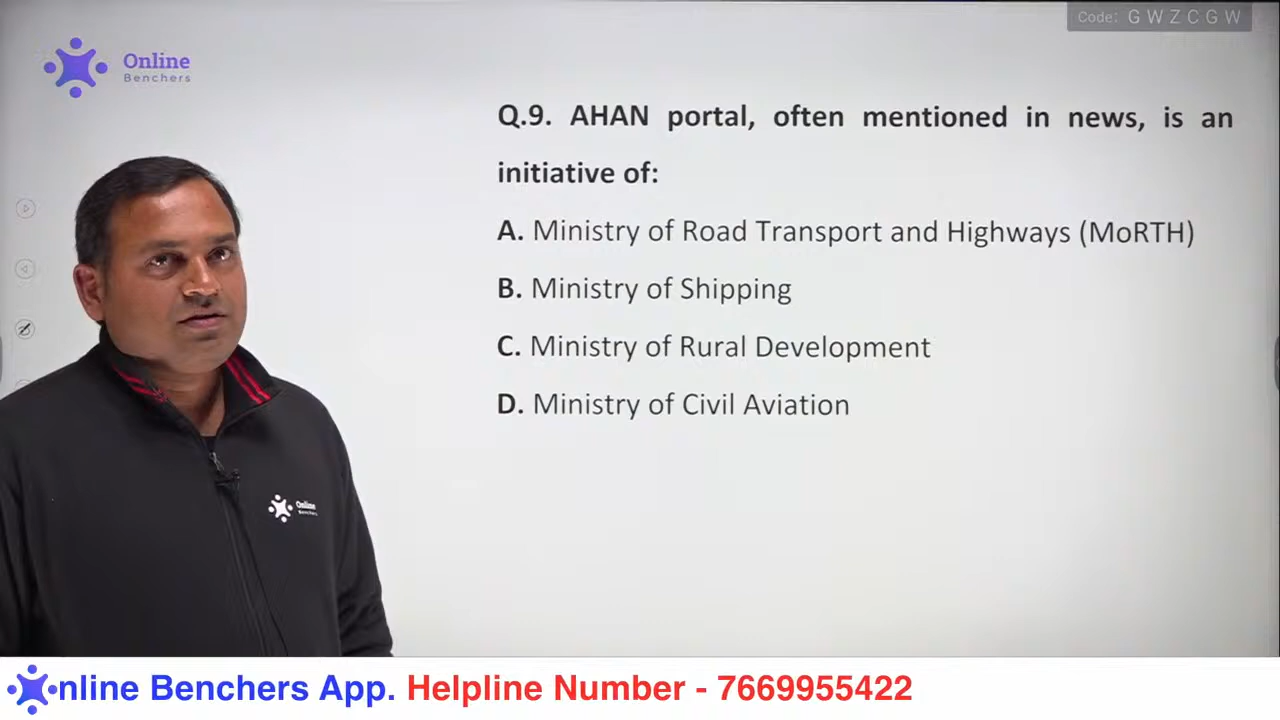 Code: G W Z C G W
Online
Benchers
Q.9. AHAN portal, often mentioned in news, is an
initiative of:
A. Ministry of Road Transport and Highways (MoRTH)
B. Ministry of Shipping
C. Ministry of Rural Development
D. Ministry of Civil Aviation
Online
Benchers
nline Benchers App. Helpline Number - 7669955422